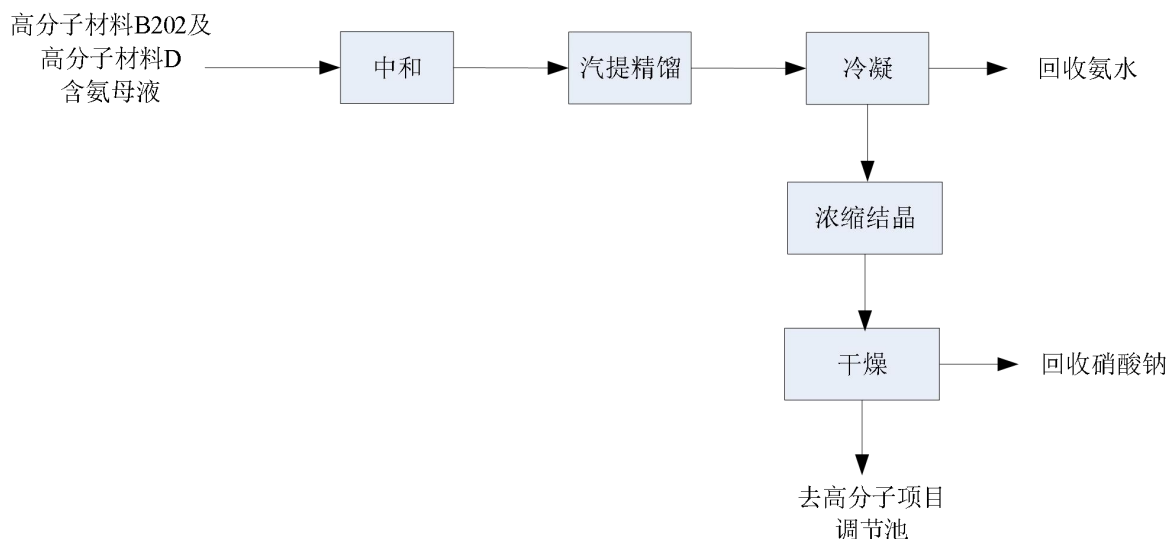 高分子材料B202及
高分子材料D
含氨母液
中和
汽提精馏
冷凝
回收氨水
浓缩结晶
干燥
回收硝酸钠
去高分子项目
调节池